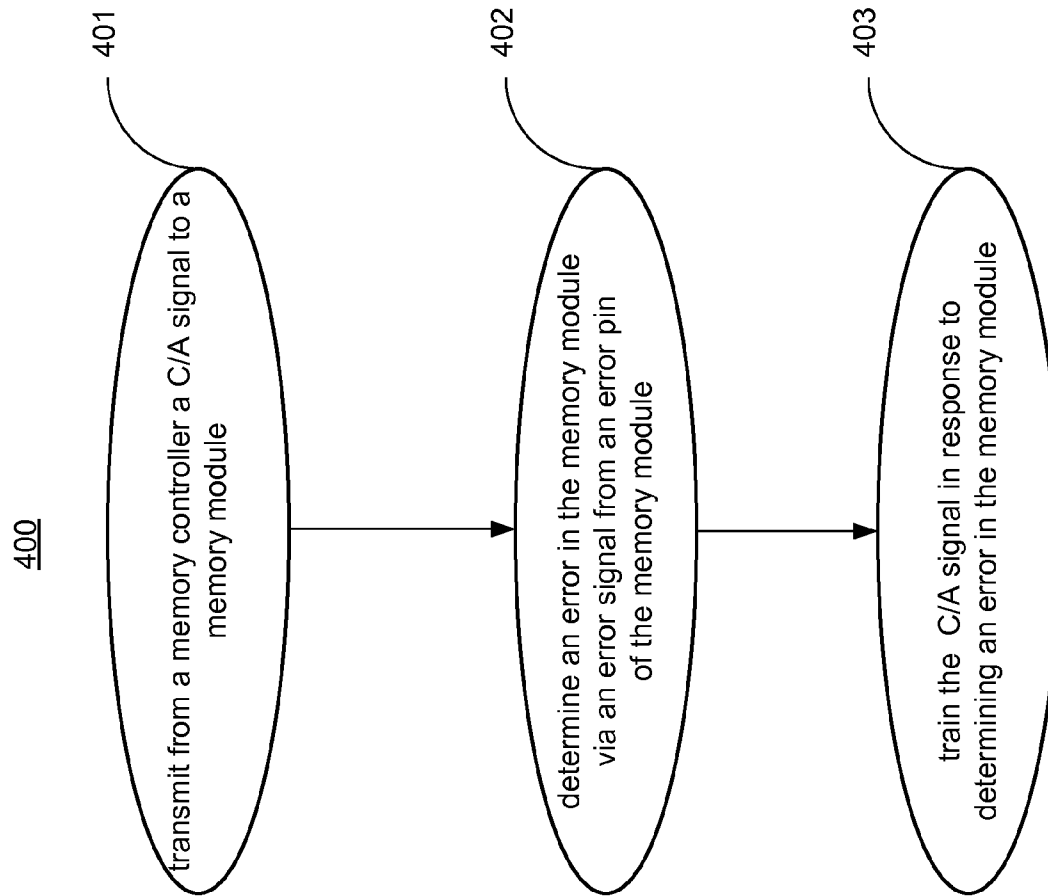 400
401
transmit from a memory controller a C/A signal to a
memory module
402
determine an error in the memory module
via an error signal from an error pin
of the memory module
403
train the C/A signal in response to
determining an error in the memory module